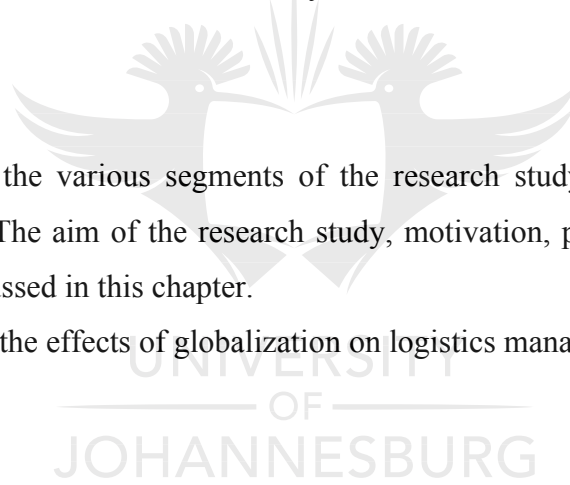 the various segments of the research study
The aim of the research study, motivation, p
ussed in this chapter.
the effects of globalization on logistics mana
UNIVERSITY
OF
JOHANNESBURG